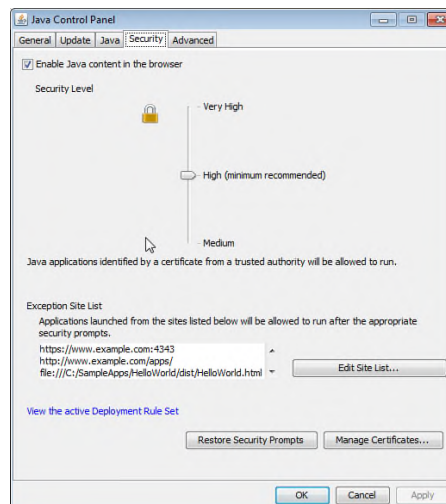 Java Control Panel
General Update Java Security Advanced
Enable Java content in the browser
Security Level
Very High
High (minimum recommended)
Medium
Java applications identified by a certificate from a trusted authority will be allowed to run.
Exception Site List
Applications launched from the sites listed below will be allowed to run after the appropriate
security prompts.
https://www.example.com:4343
http://www.example.com/apps/
file:///C:/SampleApps/HelloWorld/dist/HelloWorld.html
Edit Site List...
View the active Deployment Rule Set
Restore Security Prompts Manage Certificates...
OK Cancel Apply